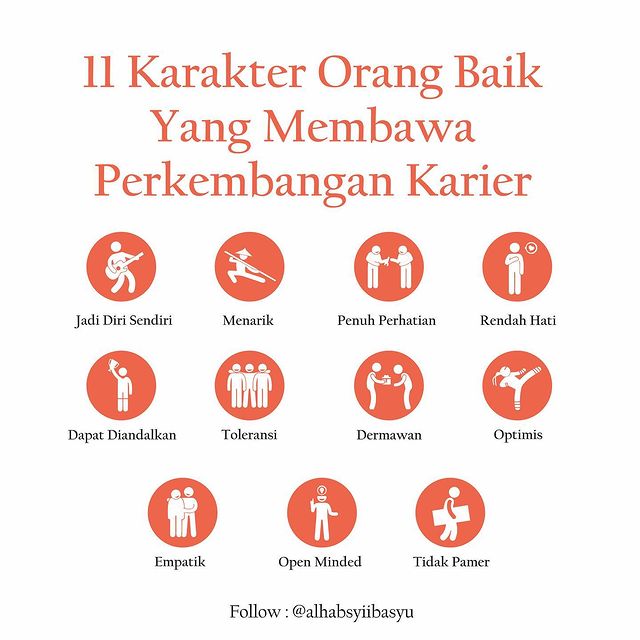 11 Karakter Orang Baik
Yang Membawa
Perkembangan Karier
Jadi Diri Sendiri
Menarik
Penuh Perhatian
Rendah Hati
Dapat Diandalkan
Toleransi
Dermawan
Optimis
Empatik
Open Minded
Tidak Pamer
Follow : @alhabsyiibasyu